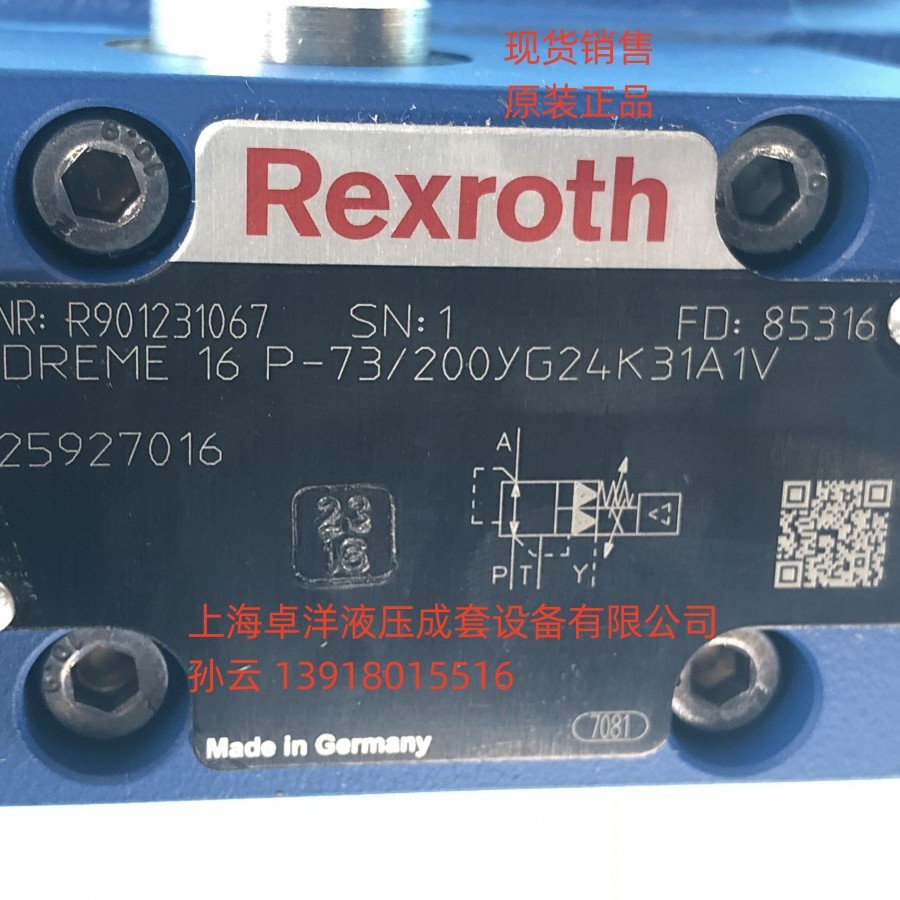 现货销售
原装正品
Rexroth
NR: R901231067 SN: 1 FD: 85316
DREME 16 P-73/200YG24K31A1V
25927016
A
23
16
P T Y
上海卓洋液压成套设备有限公司
孙云 13918015516
7081
Made in Germany